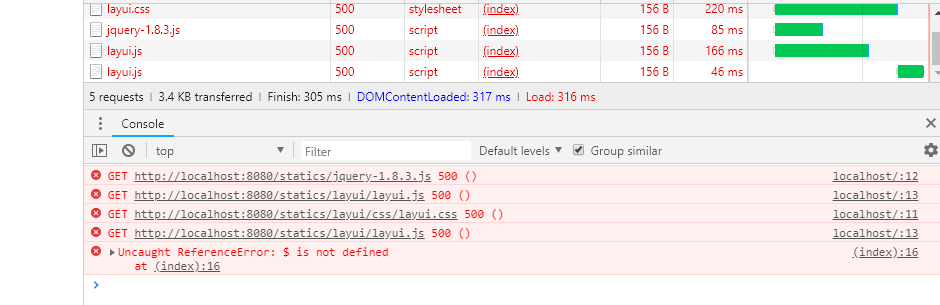 layui.css 500 stylesheet (index) 156 B 220 ms
jquery-1.8.3.js 500 script (index) 156 B 85 ms
layui.js 500 script (index) 156 B 166 ms
layui.js 500 script (index) 156 B 46 ms
5 requests | 3.4 KB transferred | Finish: 305 ms | DOMContentLoaded: 317 ms | Load: 316 ms
Console
top Filter Default levels Group similar
GET http://localhost:8080/statics/jquery-1.8.3.js 500 () localhost/:12
GET http://localhost:8080/statics/layui/layui.js 500 () localhost/:13
GET http://localhost:8080/statics/layui/css/layui.css 500 () localhost/:11
GET http://localhost:8080/statics/layui/layui.js 500 () localhost/:13
Uncaught ReferenceError: $ is not defined (index):16
at (index):16